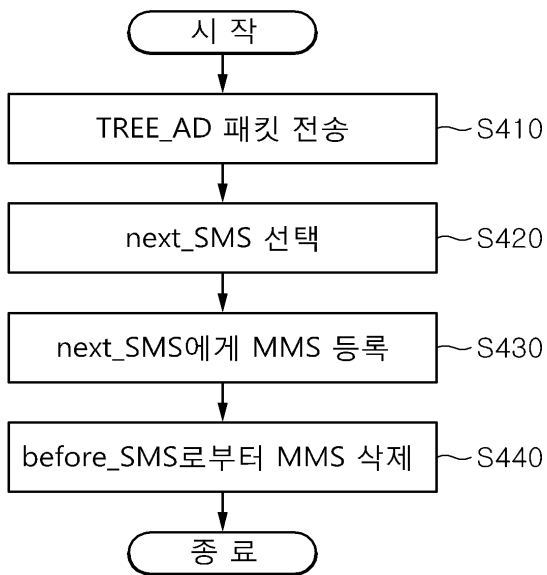 시 작
TREE_AD 패킷 전송
S410
next_SMS 선택
S420
next_SMS에게 MMS 등록
S430
before_SMS로부터 MMS 삭제
S440
종 료